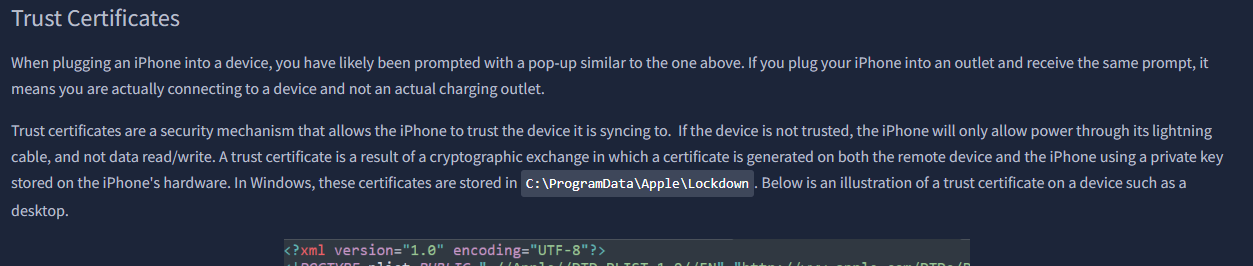 Trust Certificates
When plugging an iPhone into a device, you have likely been prompted with a pop-up similar to the one above. If you plug your iPhone into an outlet and receive the same prompt, it
means you are actually connecting to a device and not an actual charging outlet.
Trust certificates are a security mechanism that allows the iPhone to trust the device it is syncing to.  If the device is not trusted, the iPhone will only allow power through its lightning
cable, and not data read/write. A trust certificate is a result of a cryptographic exchange in which a certificate is generated on both the remote device and the iPhone using a private key
stored on the iPhone's hardware. In Windows, these certificates are stored in C:\ProgramData\Apple\Lockdown. Below is an illustration of a trust certificate on a device such as a
desktop.
<?xml version="1.0" encoding="UTF-8"?>